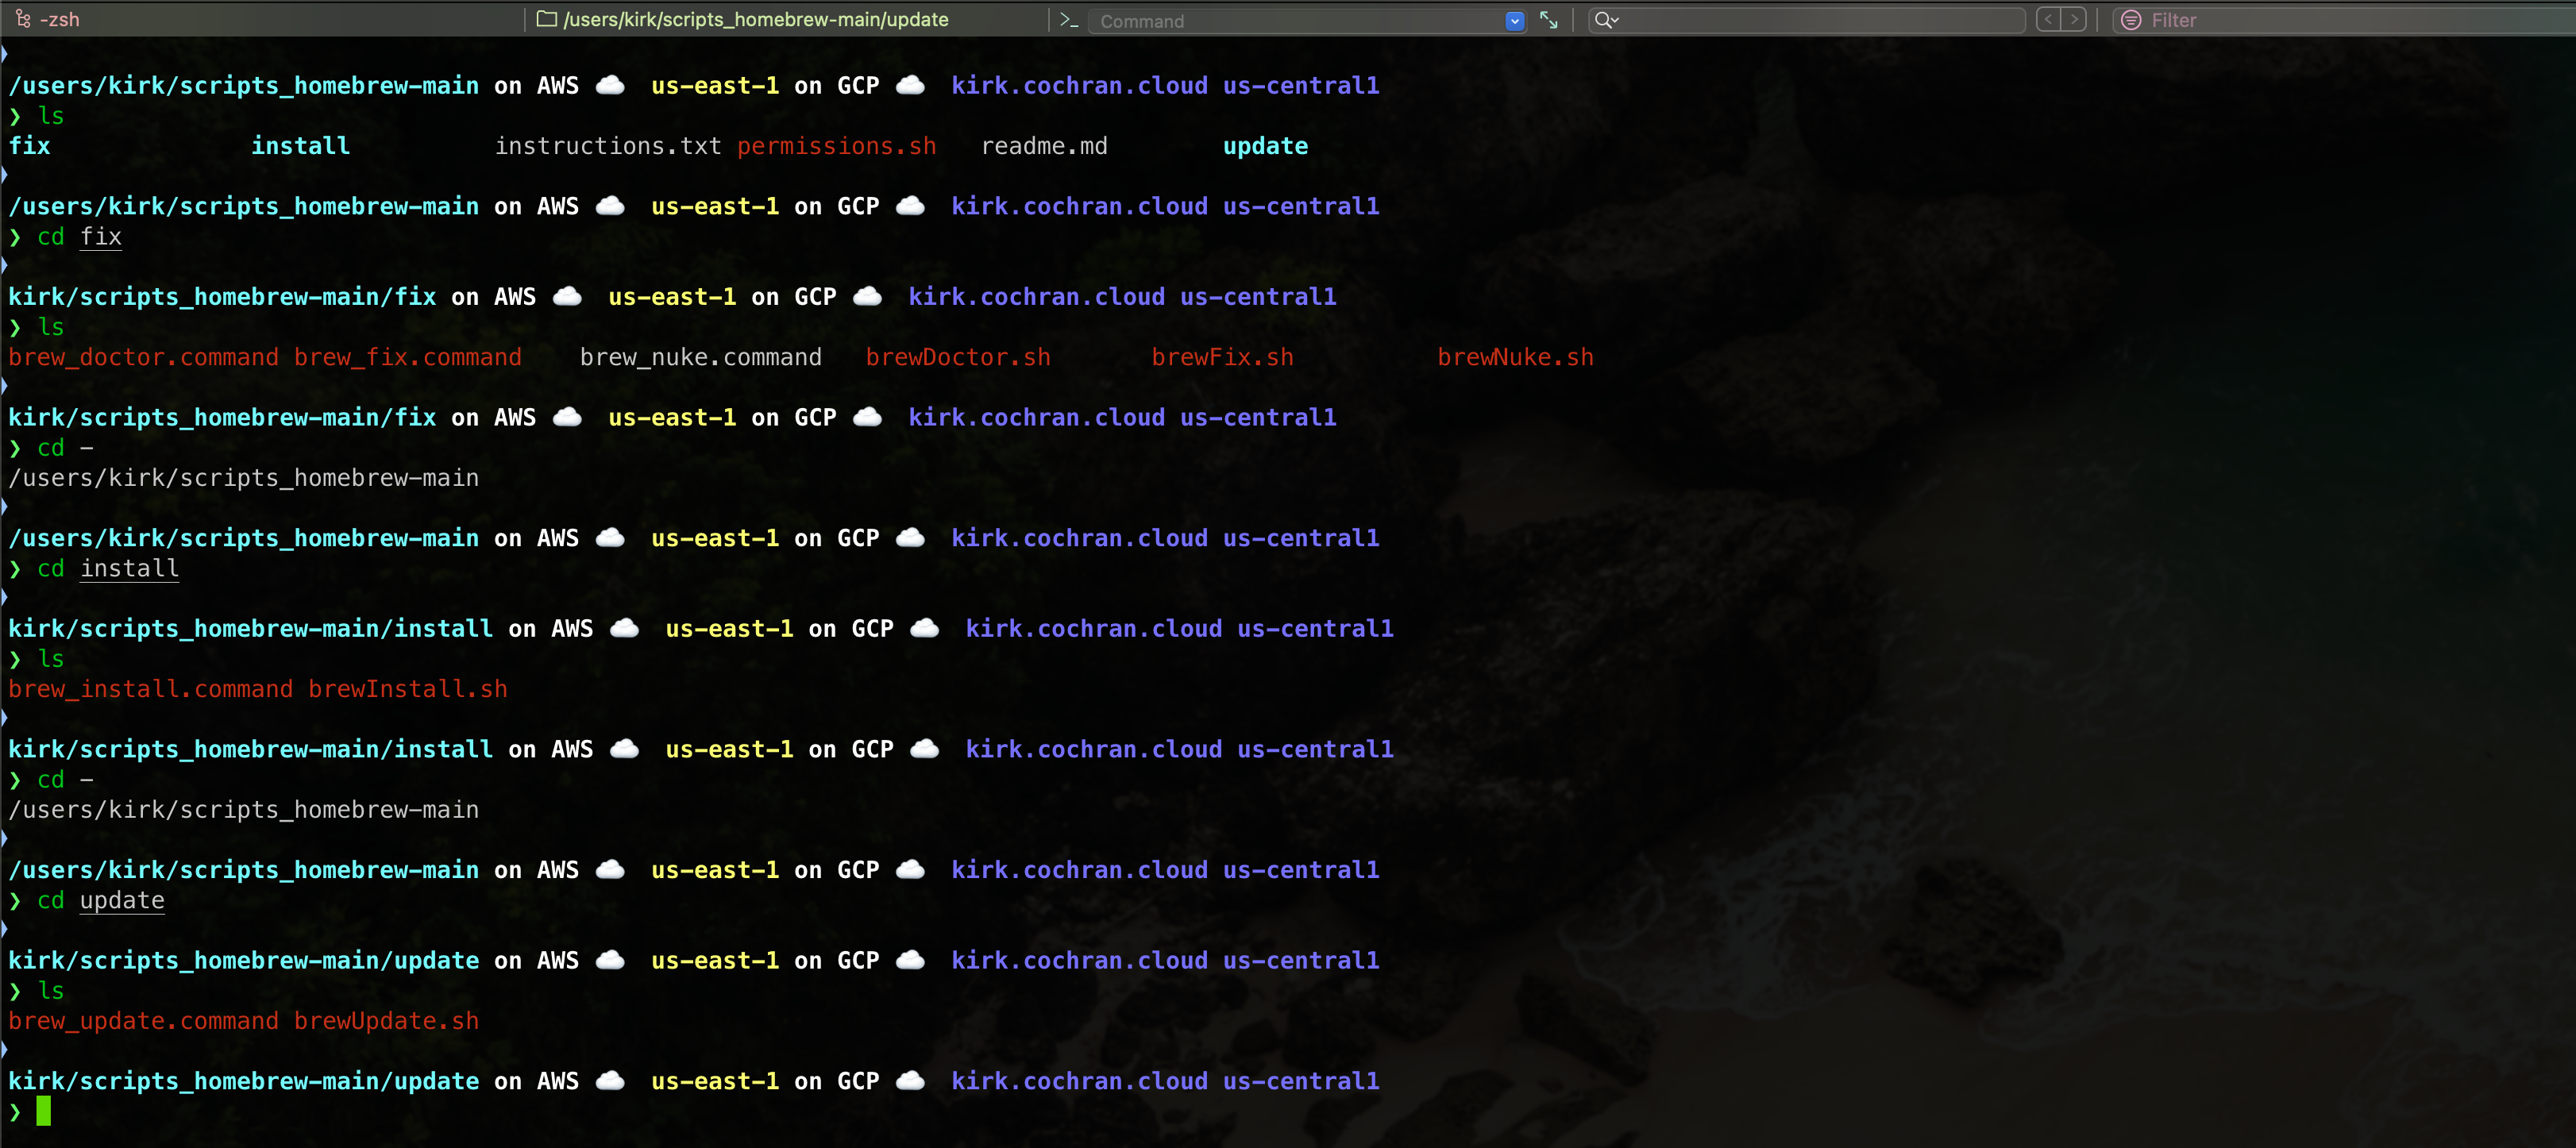 -zsh /users/kirk/scripts_homebrew-main/update >_ Command Filter
/users/kirk/scripts_homebrew-main on AWS ☁️ us-east-1 on GCP ☁️ kirk.cochran.cloud us-central1
❯ ls
fix install instructions.txt permissions.sh readme.md update
/users/kirk/scripts_homebrew-main on AWS ☁️ us-east-1 on GCP ☁️ kirk.cochran.cloud us-central1
❯ cd fix
kirk/scripts_homebrew-main/fix on AWS ☁️ us-east-1 on GCP ☁️ kirk.cochran.cloud us-central1
❯ ls
brew_doctor.command brew_fix.command brew_nuke.command brewDoctor.sh brewFix.sh brewNuke.sh
kirk/scripts_homebrew-main/fix on AWS ☁️ us-east-1 on GCP ☁️ kirk.cochran.cloud us-central1
❯ cd -
/users/kirk/scripts_homebrew-main
/users/kirk/scripts_homebrew-main on AWS ☁️ us-east-1 on GCP ☁️ kirk.cochran.cloud us-central1
❯ cd install
kirk/scripts_homebrew-main/install on AWS ☁️ us-east-1 on GCP ☁️ kirk.cochran.cloud us-central1
❯ ls
brew_install.command brewInstall.sh
kirk/scripts_homebrew-main/install on AWS ☁️ us-east-1 on GCP ☁️ kirk.cochran.cloud us-central1
❯ cd -
/users/kirk/scripts_homebrew-main
/users/kirk/scripts_homebrew-main on AWS ☁️ us-east-1 on GCP ☁️ kirk.cochran.cloud us-central1
❯ cd update
kirk/scripts_homebrew-main/update on AWS ☁️ us-east-1 on GCP ☁️ kirk.cochran.cloud us-central1
❯ ls
brew_update.command brewUpdate.sh
kirk/scripts_homebrew-main/update on AWS ☁️ us-east-1 on GCP ☁️ kirk.cochran.cloud us-central1
❯